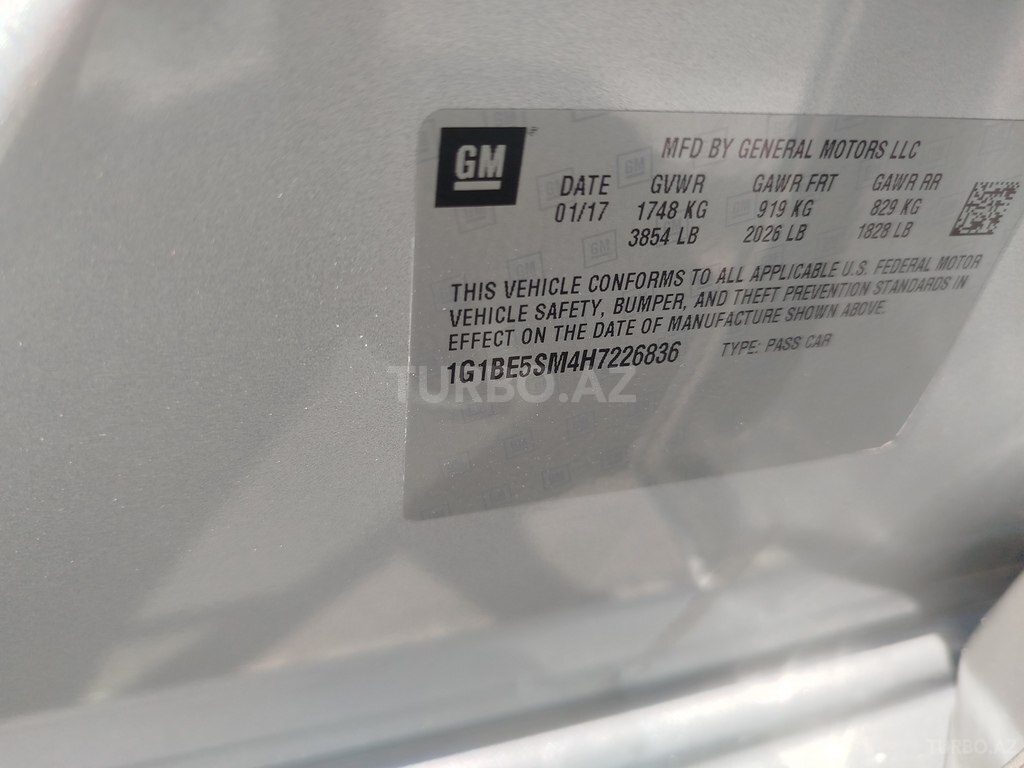 GM
MFD BY GENERAL MOTORS LLC
DATE GVWR GAWR FRT GAWR RR
01/17 1748 KG 919 KG 829 KG
3854 LB 2026 LB 1828 LB
THIS VEHICLE CONFORMS TO ALL APPLICABLE U.S. FEDERAL MOTOR
VEHICLE SAFETY, BUMPER, AND THEFT PREVENTION STANDARDS IN
EFFECT ON THE DATE OF MANUFACTURE SHOWN ABOVE.
1G1BE5SM4H7226836 TYPE: PASS CAR
TURBO.AZ
TURBO.AZ